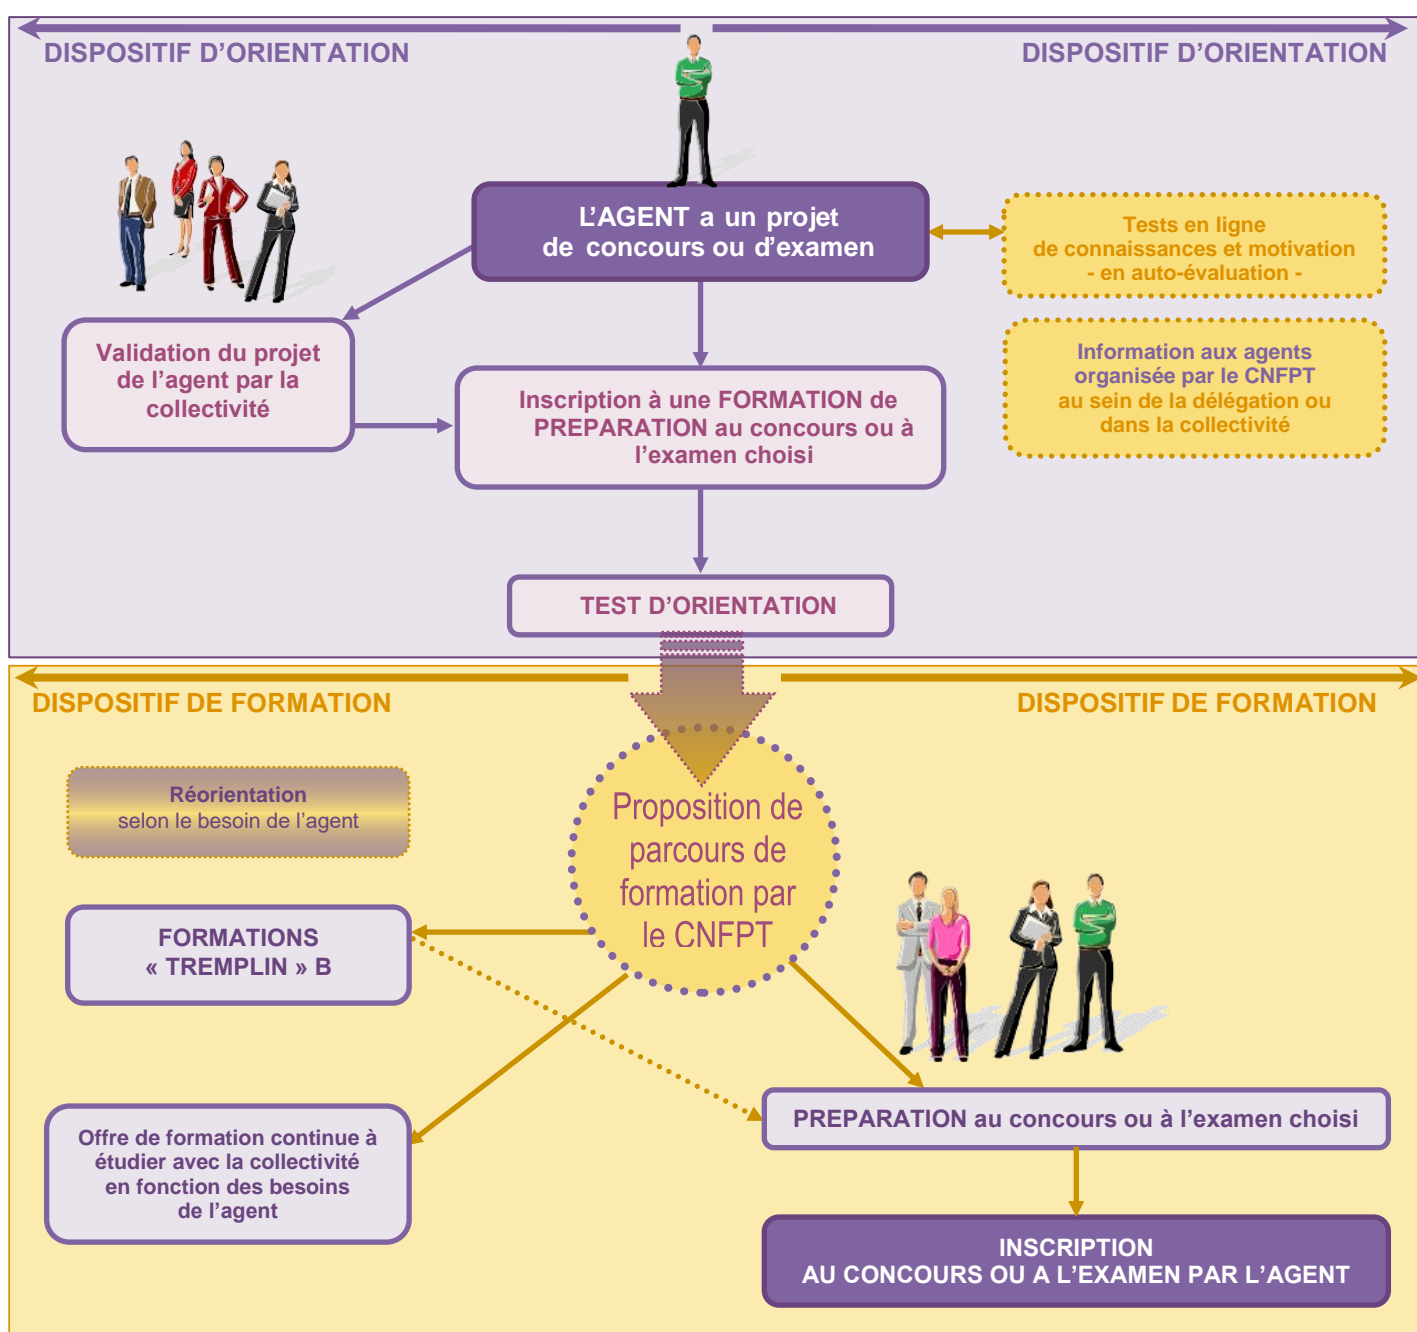 DISPOSITIF D’ORIENTATION
DISPOSITIF D’ORIENTATION
L’AGENT a un projet
de concours ou d’examen
Tests en ligne
de connaissances et motivation
- en auto-évaluation -
Validation du projet
de l’agent par la
collectivité
Information aux agents
organisée par le CNFPT
au sein de la délégation ou
dans la collectivité
Inscription à une FORMATION de
PREPARATION au concours ou à
l’examen choisi
TEST D’ORIENTATION
DISPOSITIF DE FORMATION
DISPOSITIF DE FORMATION
Réorientation
selon le besoin de l’agent
Proposition de
parcours de
formation par
le CNFPT
FORMATIONS
« TREMPLIN » B
Offre de formation continue à
étudier avec la collectivité
en fonction des besoins
de l’agent
PREPARATION au concours ou à l’examen choisi
INSCRIPTION
AU CONCOURS OU A L’EXAMEN PAR L’AGENT